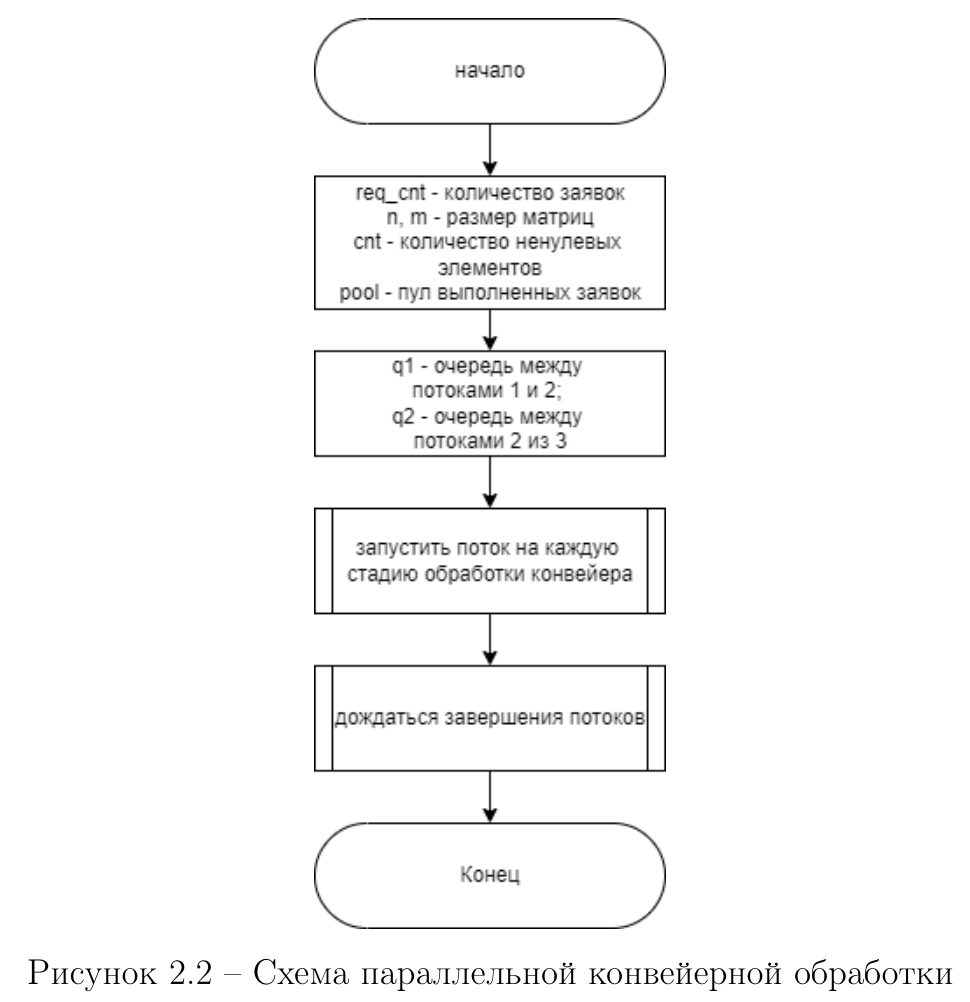 начало
req_cnt - количество заявок
n, m - размер матриц
cnt - количество ненулевых
элементов
pool - пул выполненных заявок
q1 - очередь между
потоками 1 и 2;
q2 - очередь между
потоками 2 из 3
запустить поток на каждую
стадию обработки конвейера
дождаться завершения потоков
Конец
Рисунок 2.2 – Схема параллельной конвейерной обработки